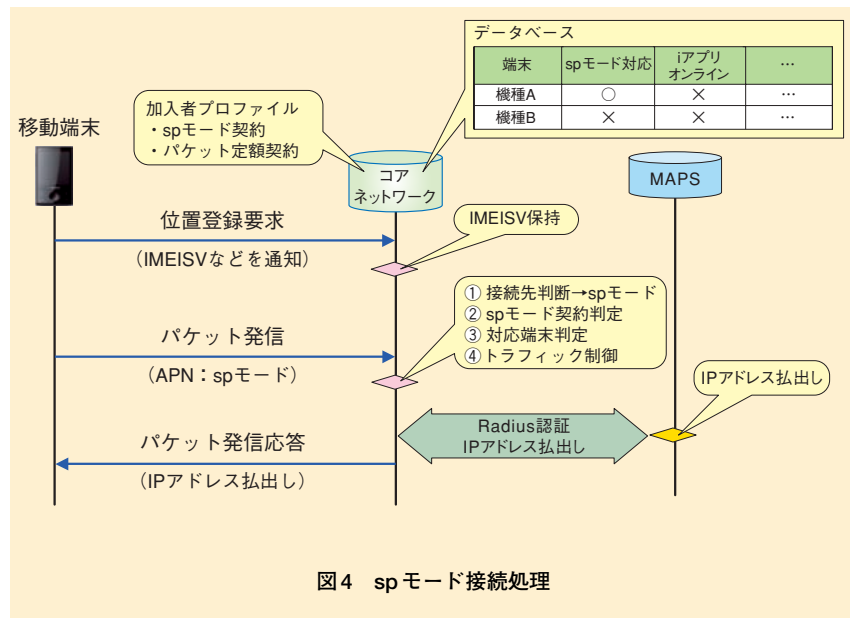 データベース
端末 spモード対応 iアプリ オンライン …
機種A ○ × …
機種B × × …
加入者プロファイル
・spモード契約
・パケット定額契約
移動端末
コア
ネットワーク
MAPS
位置登録要求
(IMEISVなどを通知)
IMEISV保持
① 接続先判断→spモード
② spモード契約判定
③ 対応端末判定
④ トラフィック制御
パケット発信
(APN：spモード)
IPアドレス払出し
Radius認証
IPアドレス払出し
パケット発信応答
(IPアドレス払出し)
図4 spモード接続処理